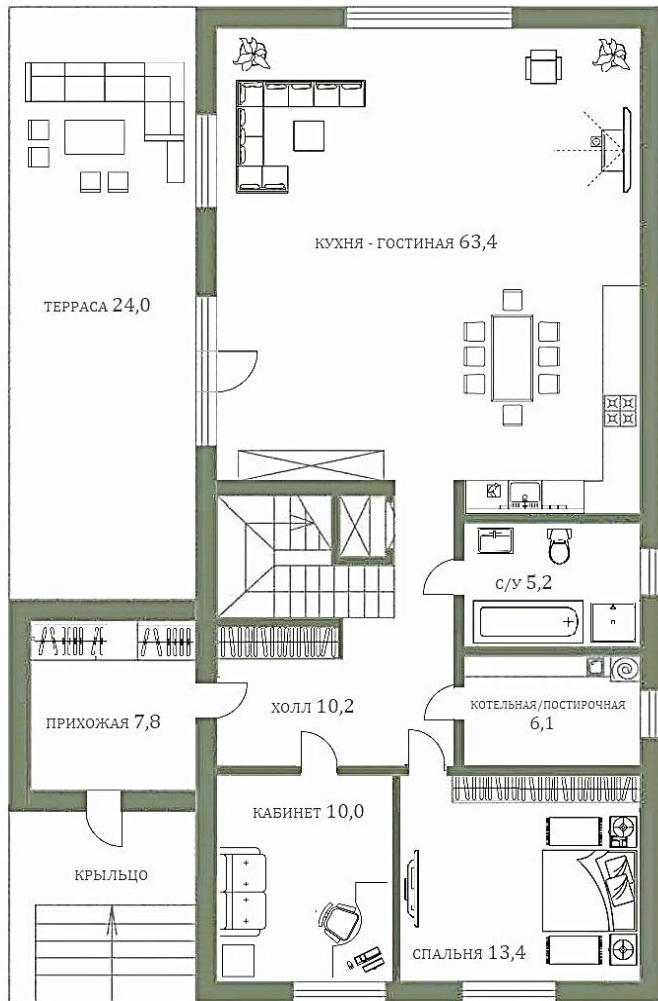 КУХНЯ - ГОСТИНАЯ 63,4
ТЕРРАСА 24,0
С/У 5,2
ПРИХОЖАЯ 7,8
ХОЛЛ 10,2
КОТЕЛЬНАЯ/ПОСТИРОЧНАЯ
6,1
КАБИНЕТ 10,0
КРЫЛЬЦО
СПАЛЬНЯ 13,4